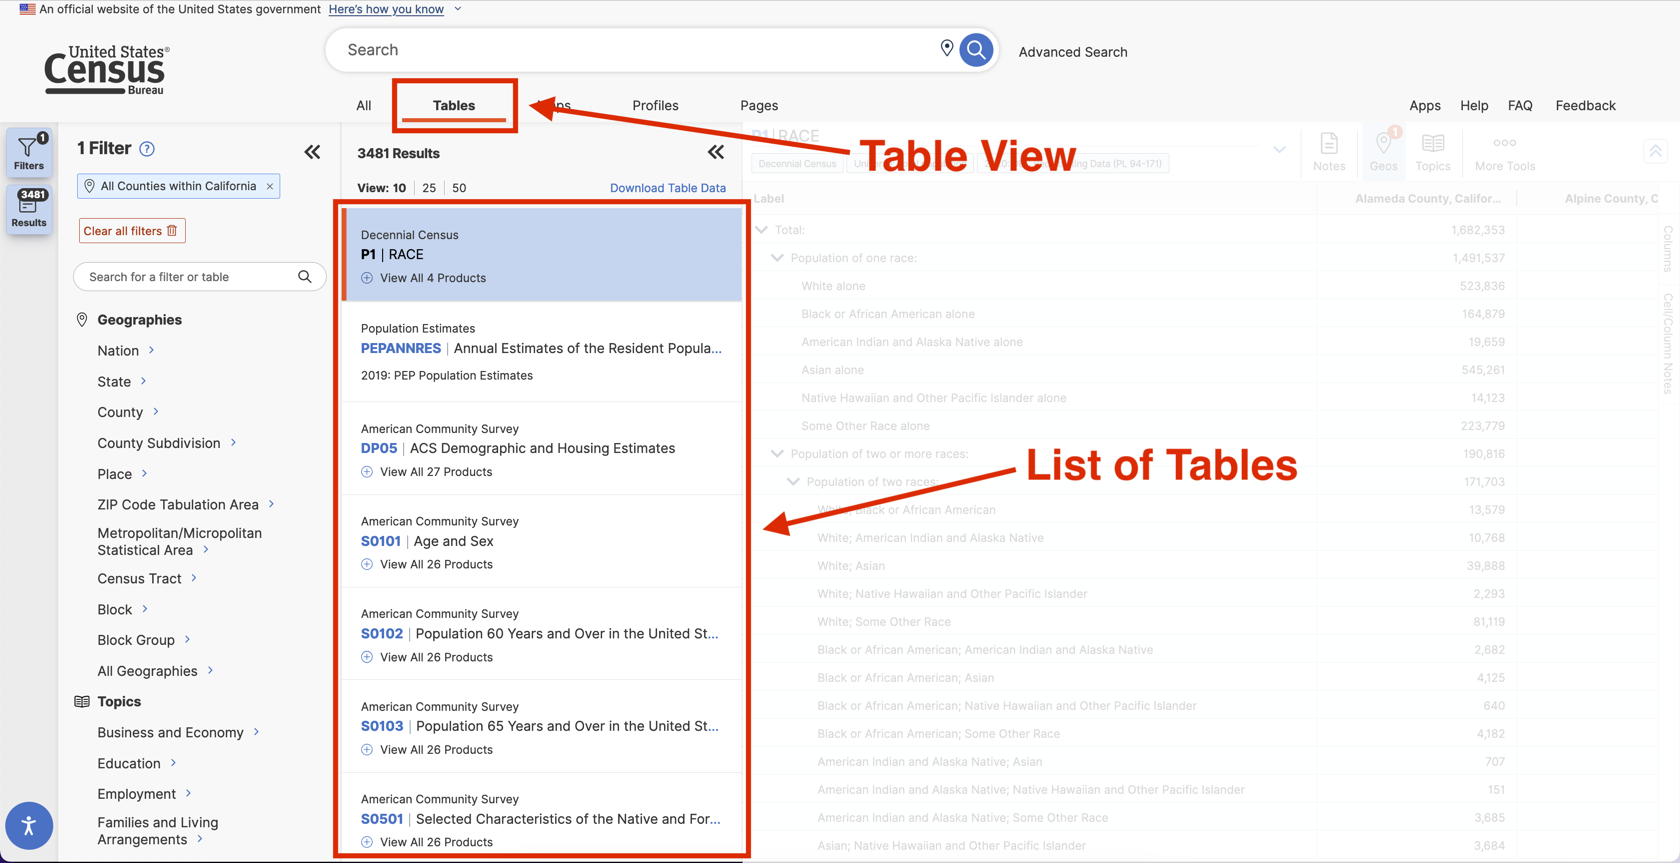 An official website of the United States government Here's how you know
United States®
Census
Bureau
Search
Advanced Search
All
Tables
Profiles
Pages
Apps
Help
FAQ
Feedback
1
Filters
3481
Results
1 Filter ?
All Counties within California ×
Clear all filters
Search for a filter or table
Geographies
Nation
State
County
County Subdivision
Place
ZIP Code Tabulation Area
Metropolitan/Micropolitan
Statistical Area
Census Tract
Block
Block Group
All Geographies
Topics
Business and Economy
Education
Employment
Families and Living
Arrangements
3481 Results
View: 10 | 25 | 50
Download Table Data
Decennial Census
P1 | RACE
View All 4 Products
Population Estimates
PEPANNRES | Annual Estimates of the Resident Popula...
2019: PEP Population Estimates
American Community Survey
DP05 | ACS Demographic and Housing Estimates
View All 27 Products
American Community Survey
S0101 | Age and Sex
View All 26 Products
American Community Survey
S0102 | Population 60 Years and Over in the United St...
View All 26 Products
American Community Survey
S0103 | Population 65 Years and Over in the United St...
View All 26 Products
American Community Survey
S0501 | Selected Characteristics of the Native and For...
View All 26 Products
Table View
List of Tables
P1 | RACE
Decennial Census
Data (PL 94-171)
Notes
1
Geos
Topics
More Tools
Label
Alameda County, Califor...
Alpine County, C
Total: 1,682,353
Population of one race: 1,491,537
White alone 523,836
Black or African American alone 164,879
American Indian and Alaska Native alone 19,659
Asian alone 545,261
Native Hawaiian and Other Pacific Islander alone 14,123
Some Other Race alone 223,779
Population of two or more races: 190,816
Population of two races: 171,703
White; Black or African American 13,579
White; American Indian and Alaska Native 10,768
White; Asian 39,888
White; Native Hawaiian and Other Pacific Islander 2,293
White; Some Other Race 81,119
Black or African American; American Indian and Alaska Native 2,682
Black or African American; Asian 4,125
Black or African American; Native Hawaiian and Other Pacific Islander 640
Black or African American; Some Other Race 4,182
American Indian and Alaska Native; Asian 707
American Indian and Alaska Native; Native Hawaiian and Other Pacific Islander 151
American Indian and Alaska Native; Some Other Race 3,685
Asian; Native Hawaiian and Other Pacific Islander 3,684
Columns
Cell/Column Notes